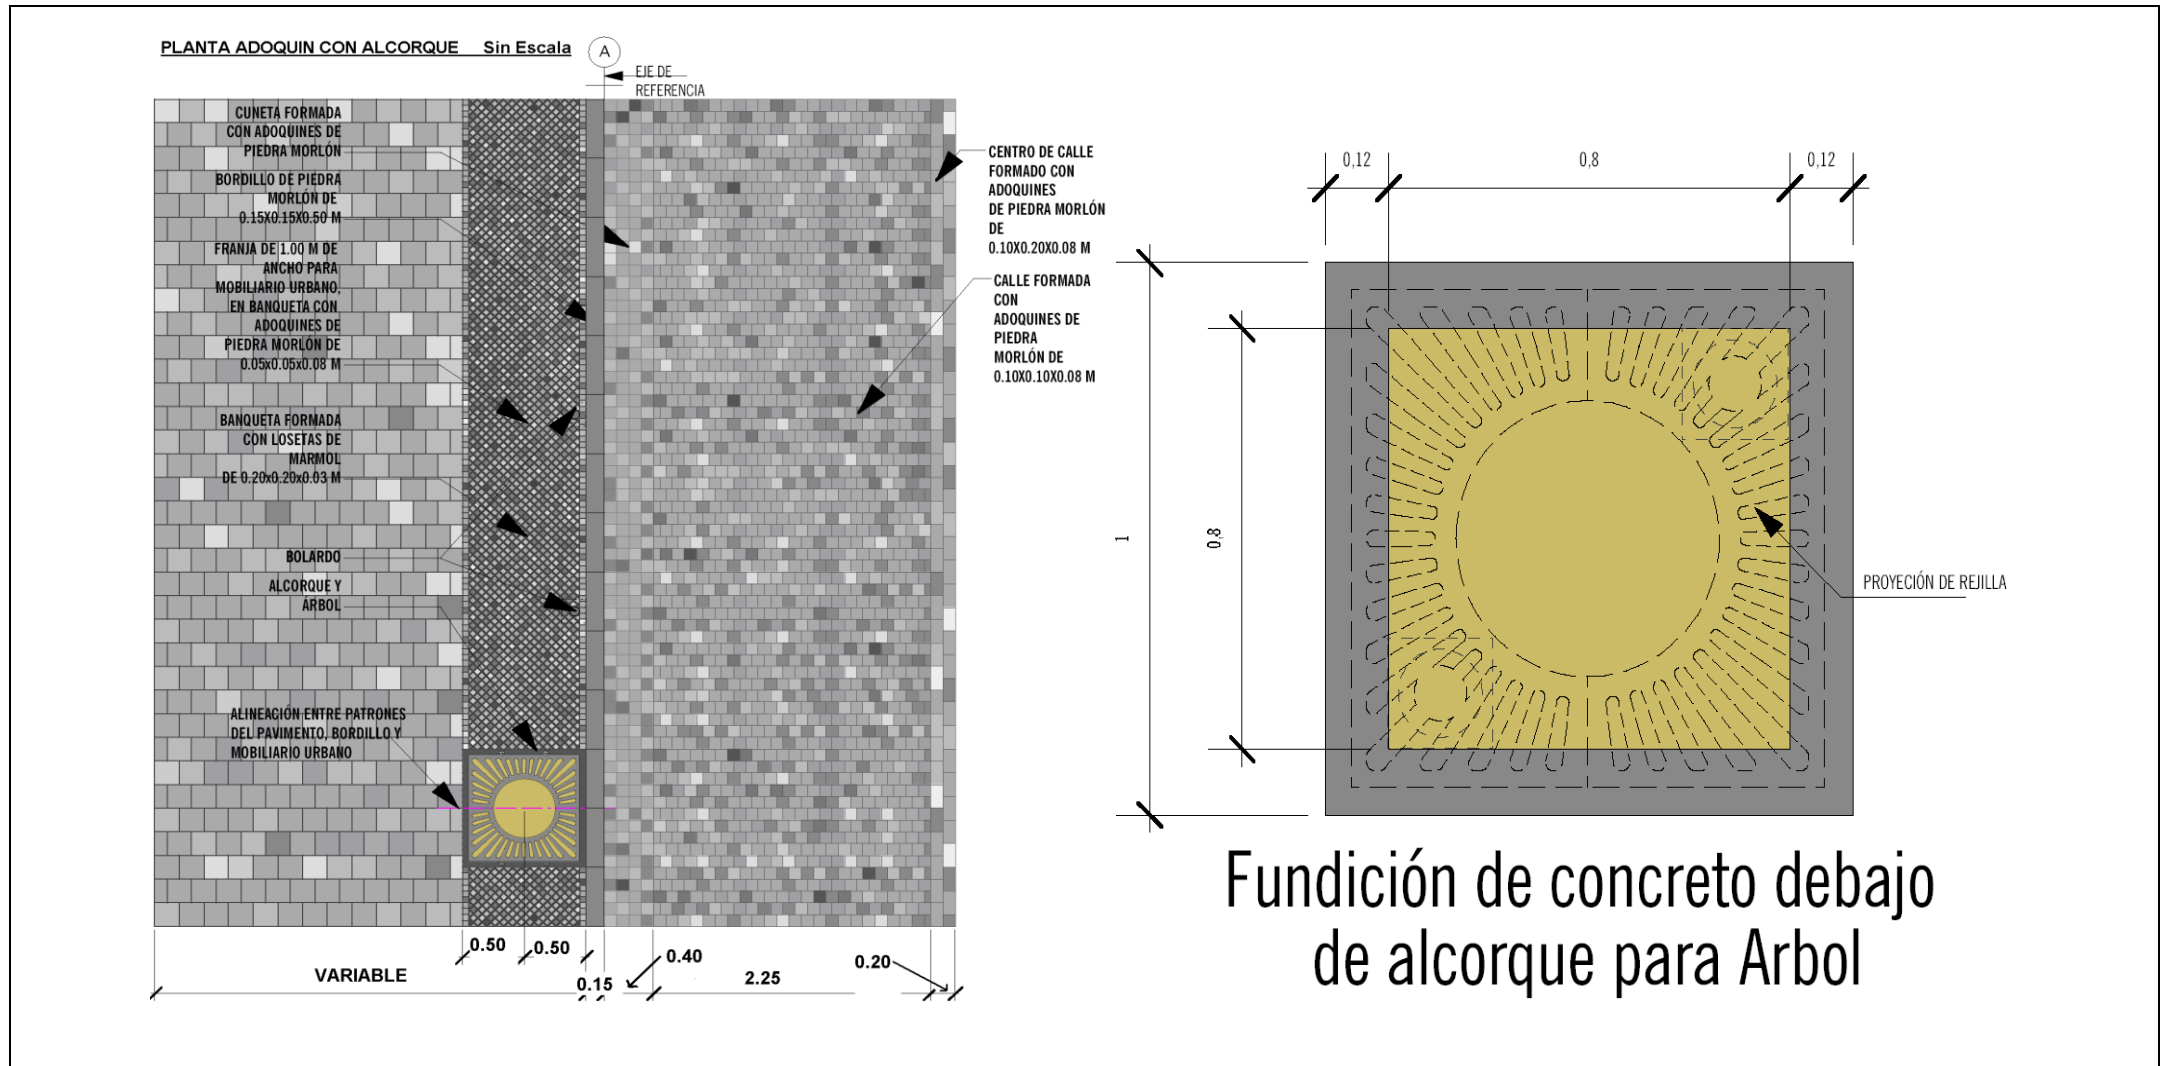 PLANTA ADOQUIN CON ALCORQUE Sin Escala
A
EJE DE
REFERENCIA
CUNETA FORMADA
CON ADOQUINES DE
PIEDRA MORLÓN
BORDILLO DE PIEDRA
MORLÓN DE
0.15X0.15X0.50 M
FRANJA DE 1.00 M DE
ANCHO PARA
MOBILIARIO URBANO,
EN BANQUETA CON
ADOQUINES DE
PIEDRA MORLÓN DE
0.05x0.05x0.08 M
BANQUETA FORMADA
CON LOSETAS DE
MÁRMOL
DE 0.20x0.20x0.03 M
BOLARDO
ALCORQUE Y
ÁRBOL
ALINEACIÓN ENTRE PATRONES
DEL PAVIMENTO, BORDILLO Y
MOBILIARIO URBANO
CENTRO DE CALLE
FORMADO CON
ADOQUINES
DE PIEDRA MORLÓN
DE
0.10X0.20X0.08 M
CALLE FORMADA
CON
ADOQUINES DE
PIEDRA
MORLÓN DE
0.10X0.10X0.08 M
0.50
0.50
VARIABLE
0.15
0.40
2.25
0.20
0,12
0,8
0,12
1
0,8
PROYECIÓN DE REJILLA
Fundición de concreto debajo
de alcorque para Arbol